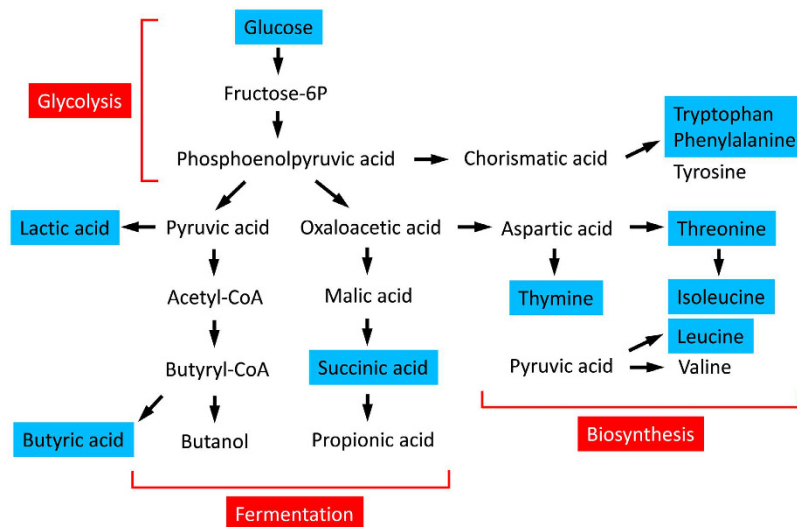 Glucose
Glycolysis
Fructose-6P
Phosphoenolpyruvic acid
Chorismatic acid
Tryptophan
Phenylalanine
Tyrosine
Lactic acid
Pyruvic acid
Oxaloacetic acid
Aspartic acid
Threonine
Acetyl-CoA
Malic acid
Thymine
Isoleucine
Leucine
Butyryl-CoA
Succinic acid
Pyruvic acid
Valine
Butyric acid
Butanol
Propionic acid
Biosynthesis
Fermentation